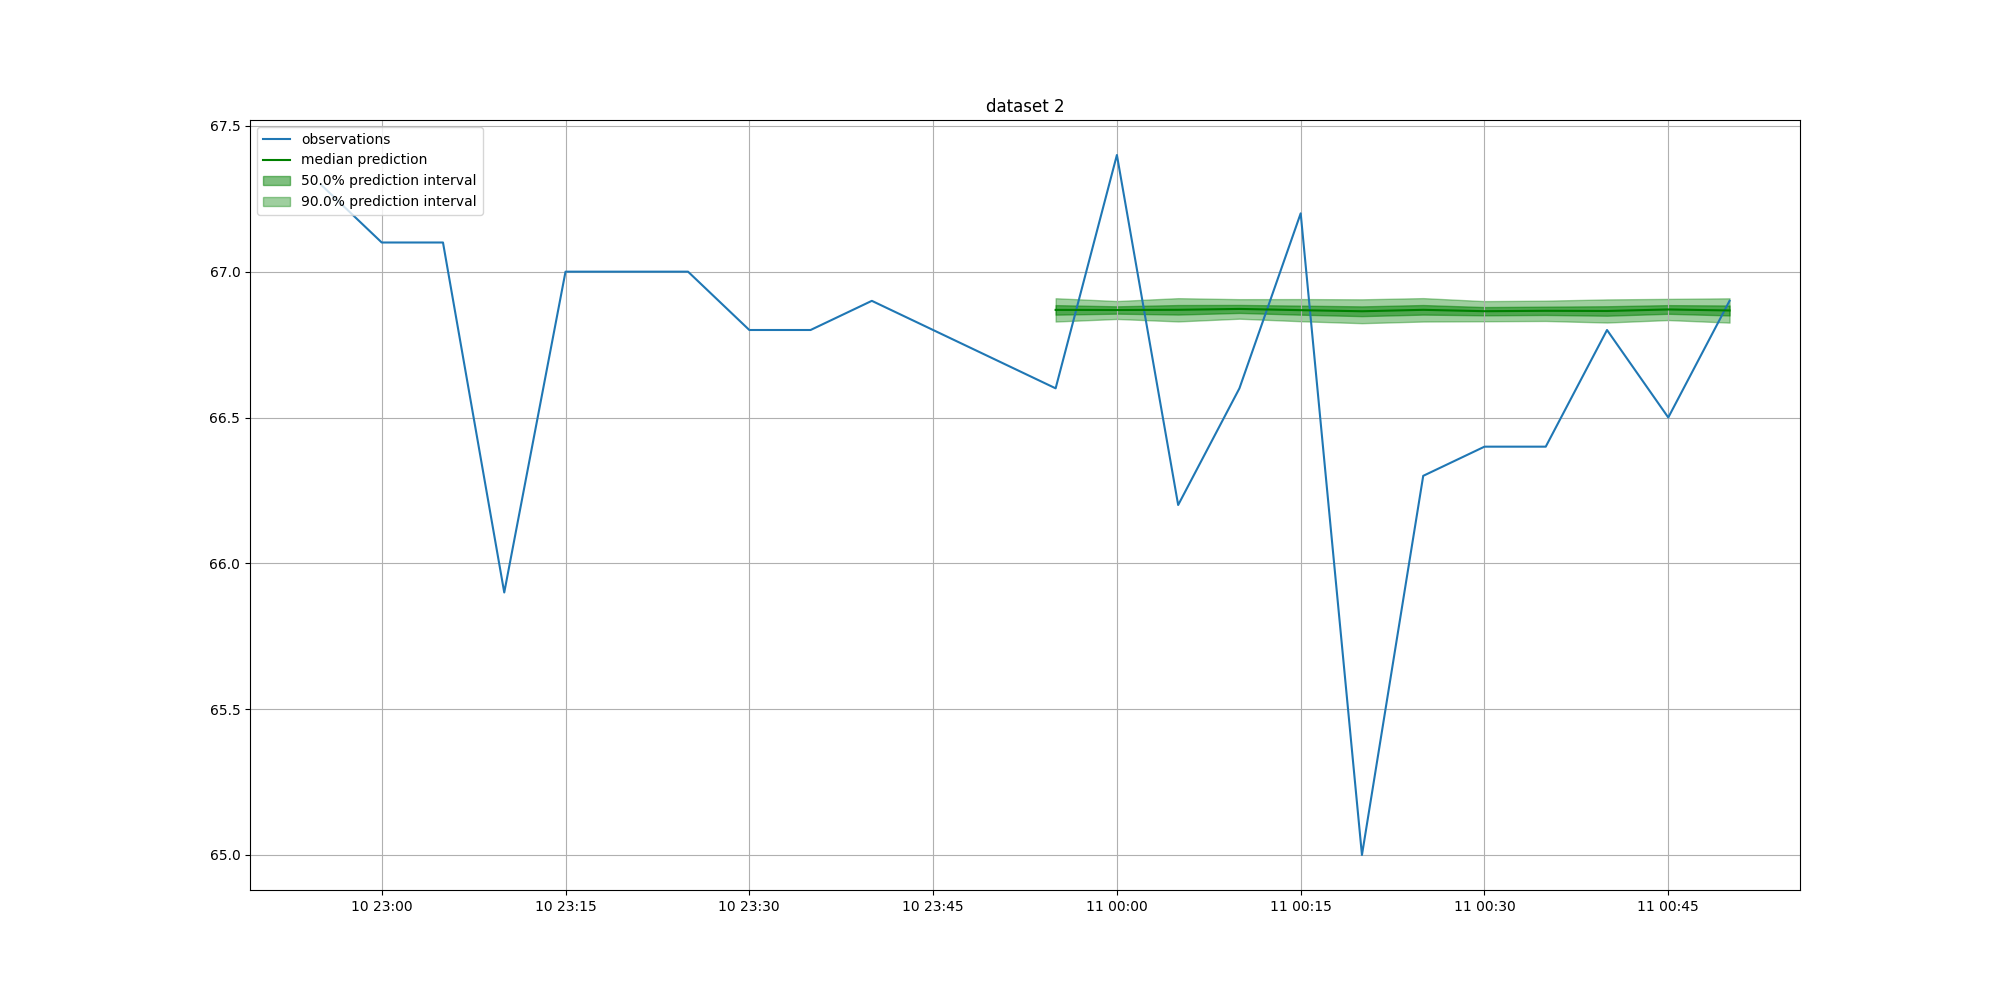 dataset 2
67.5
67.0
66.5
66.0
65.5
65.0
observations
median prediction
50.0% prediction interval
90.0% prediction interval
10 23:00
10 23:15
10 23:30
10 23:45
11 00:00
11 00:15
11 00:30
11 00:45